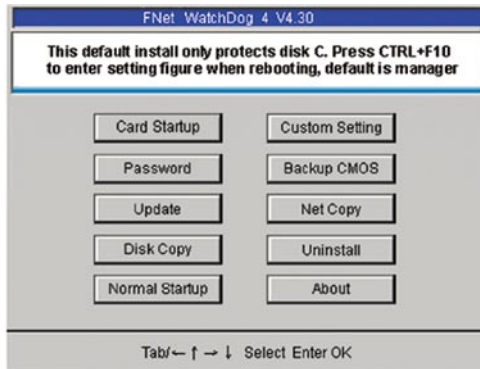 FNet WatchDog 4 V4.30
This default install only protects disk C. Press CTRL+F10
to enter setting figure when rebooting, default is manager
Card Startup
Custom Setting
Password
Backup CMOS
Update
Net Copy
Disk Copy
Uninstall
Normal Startup
About
Tab/← ↑ → ↓ Select Enter OK